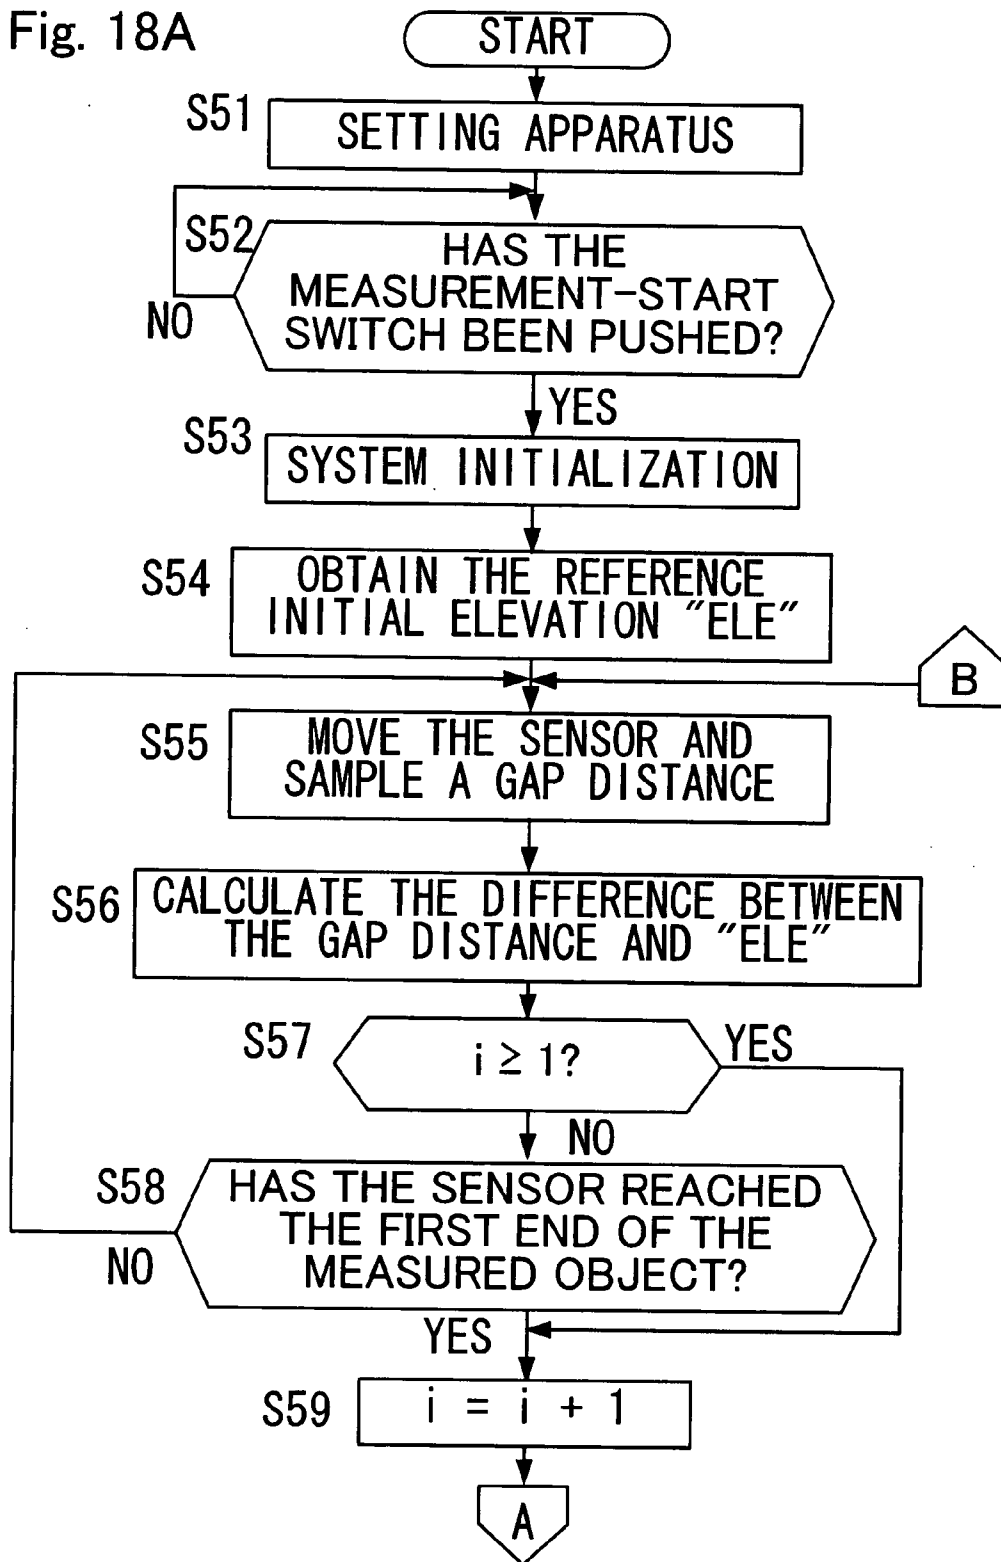 Fig. 18A
START
S51
SETTING APPARATUS
S52
HAS THE
MEASUREMENT-START
SWITCH BEEN PUSHED?
NO
YES
S53
SYSTEM INITIALIZATION
S54
OBTAIN THE REFERENCE
INITIAL ELEVATION "ELE"
B
S55
MOVE THE SENSOR AND
SAMPLE A GAP DISTANCE
S56
CALCULATE THE DIFFERENCE BETWEEN
THE GAP DISTANCE AND "ELE"
S57
i ≥ 1?
YES
NO
S58
HAS THE SENSOR REACHED
THE FIRST END OF THE
MEASURED OBJECT?
NO
YES
S59
i = i + 1
A